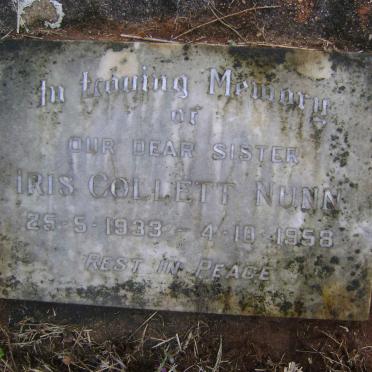 In Loving Memory
of
OUR DEAR SISTER
IRIS COLLETT NUNN
25-5-1933 - 4-10-1958
REST IN PEACE